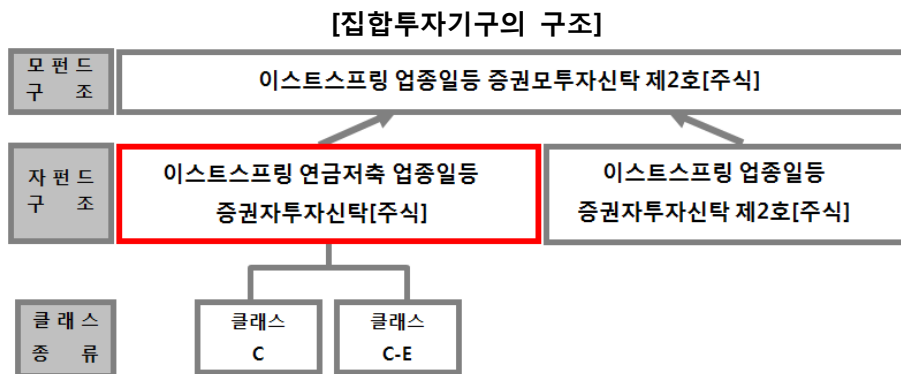 [집합투자기구의 구조]
모 펀 드
구 조
이스트스프링 업종일등 증권모투자신탁 제2호[주식]
자 펀 드
구 조
이스트스프링 연금저축 업종일등
증권자투자신탁[주식]
이스트스프링 업종일등
증권자투자신탁 제2호[주식]
클 래 스
종 류
클래스
C
클래스
C-E